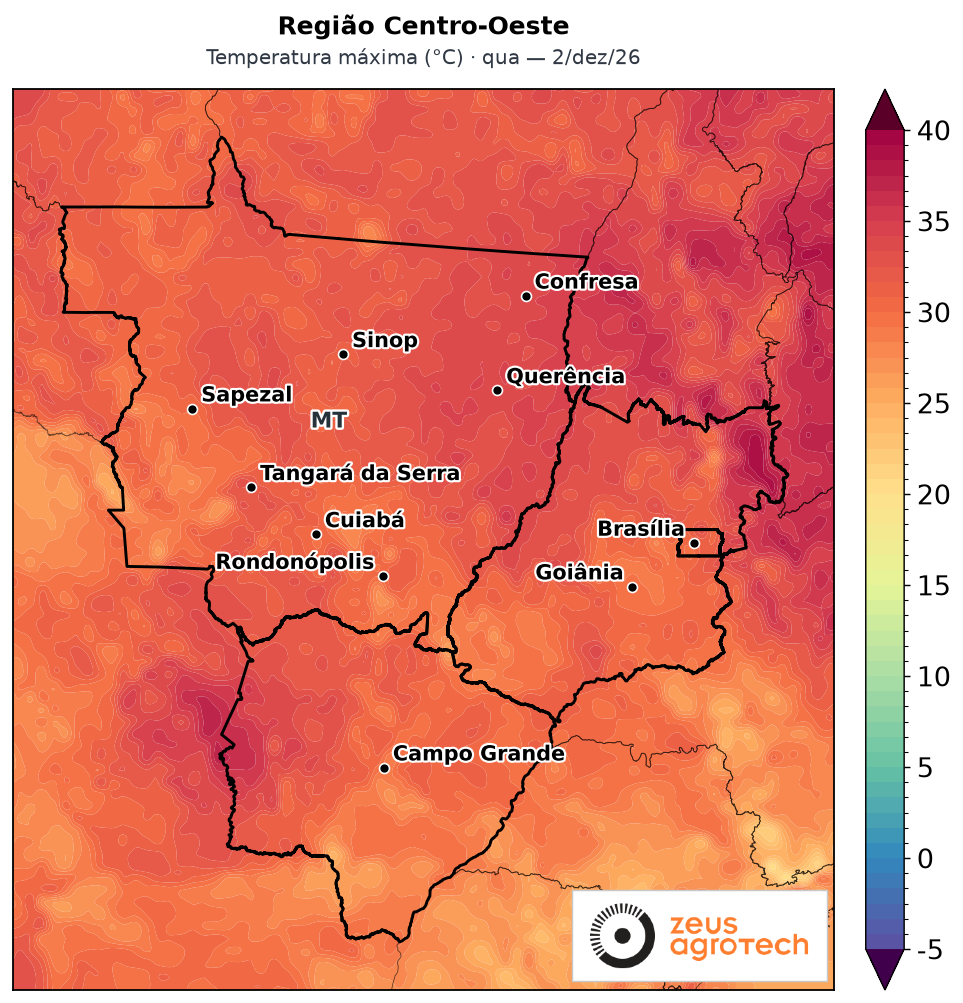 Região Centro-Oeste
Temperatura máxima (°C) · qua — 2/dez/26
40
35
30
25
20
15
10
5
0
-5
Confresa
Sinop
Querência
Sapezal
MT
Tangará da Serra
Cuiabá
Brasília
Rondonópolis
Goiânia
Campo Grande
zeus
agrotech